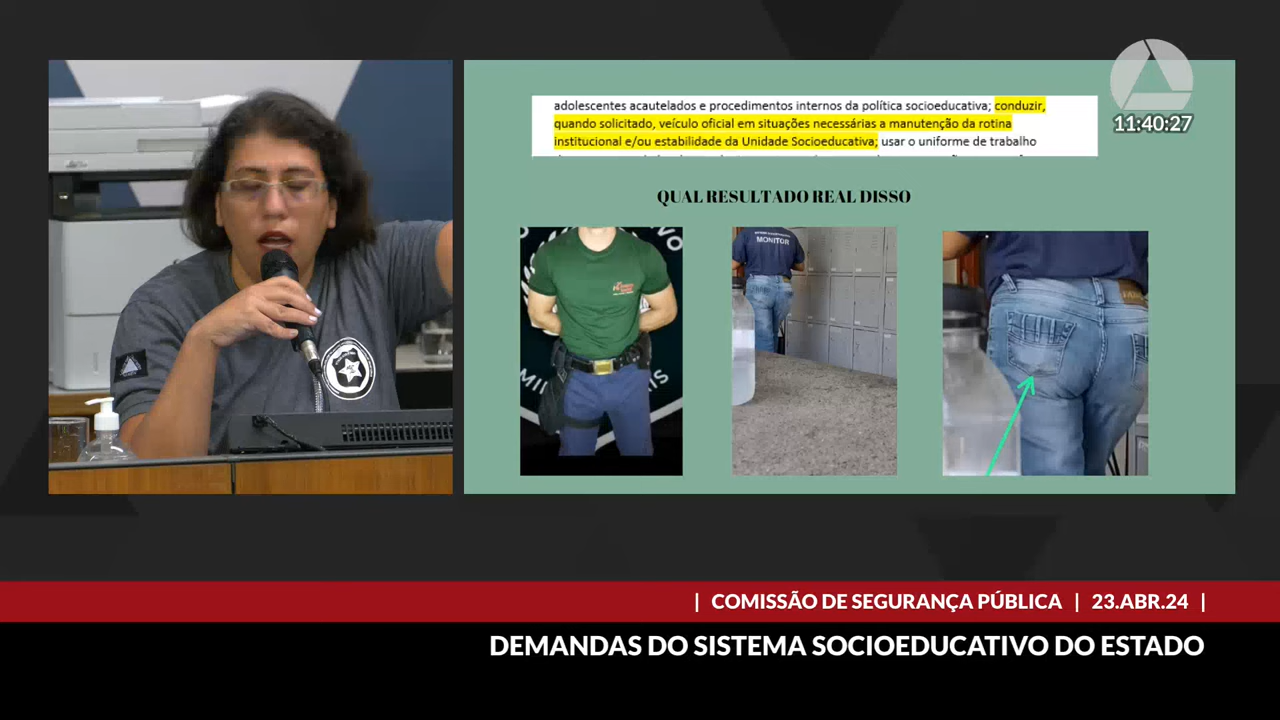 adolescentes acautelados e procedimentos internos da política socioeducativa; conduzir,
quando solicitado, veículo oficial em situações necessárias a manutenção da rotina
institucional e/ou estabilidade da Unidade Socioeducativa; usar o uniforme de trabalho
11:40:27
QUAL RESULTADO REAL DISSO
MONITOR
| COMISSÃO DE SEGURANÇA PÚBLICA | 23.ABR.24 |
DEMANDAS DO SISTEMA SOCIOEDUCATIVO DO ESTADO